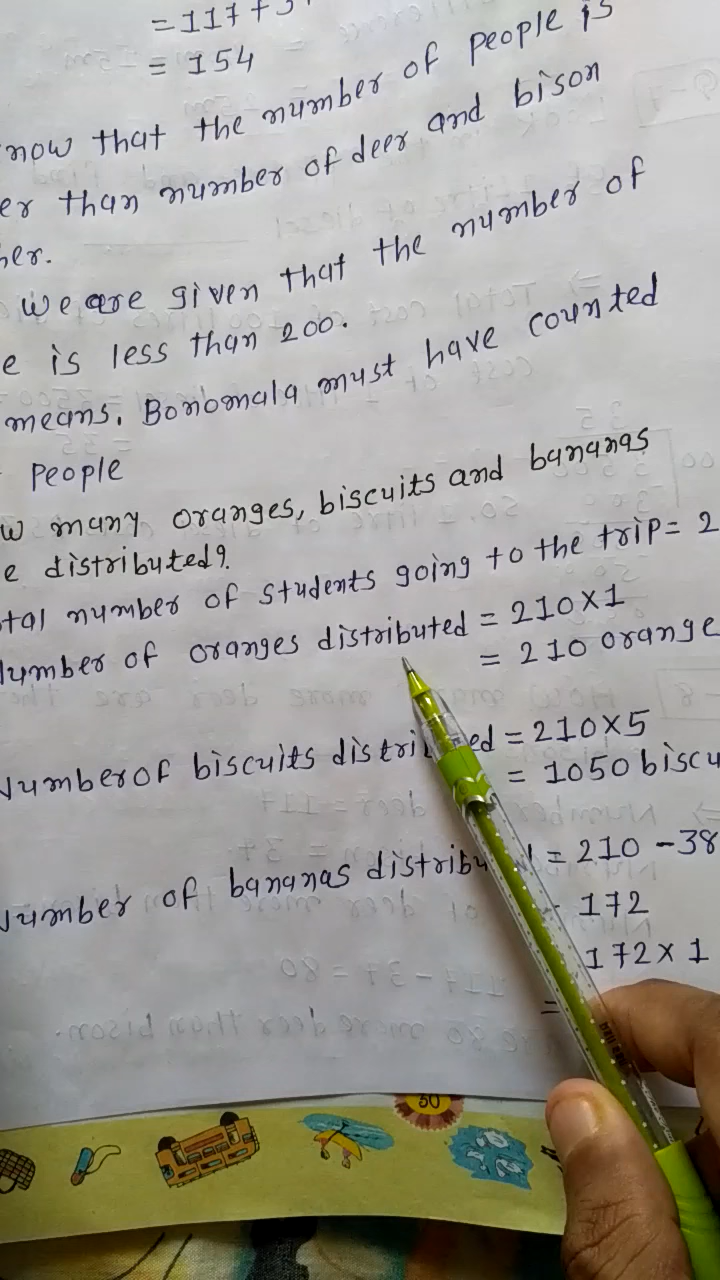 =117+3
= 154
now that the number of people is
er than number of deer and bison
her.
we are given that the number of
e is less than 200.
means, Bonomala must have counted
People
w many oranges, biscuits and bananas
e distributed?
tal number of students going to the trip= 2
Number of oranges distributed = 210×1
= 210 orange
Number of biscuits distri ed = 210×5
= 1050 biscu
Number of bananas distribu = 210 -38
172
172× 1
=
50